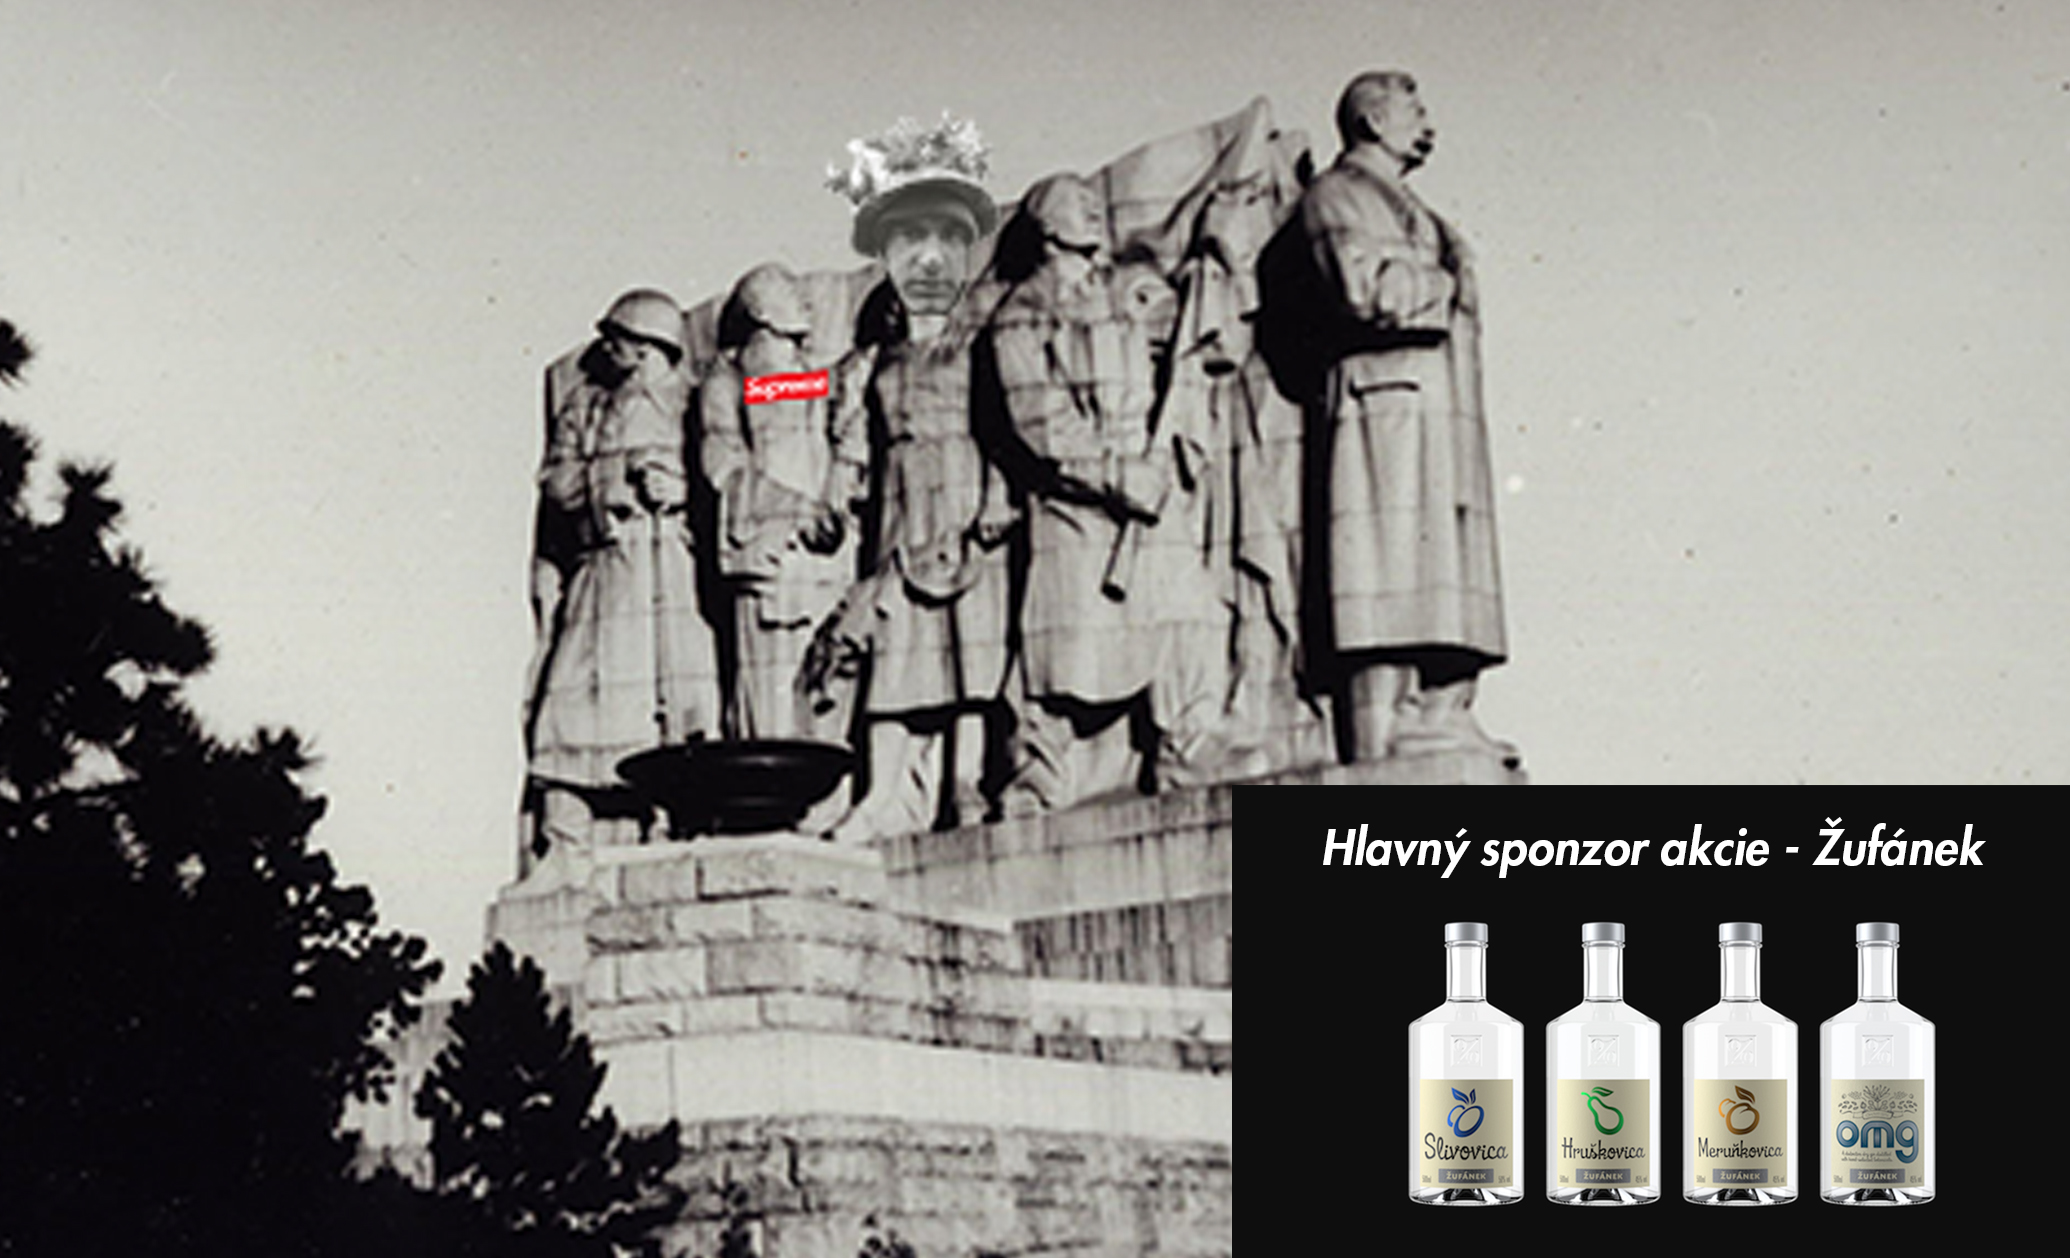 Supreme
Hlavný sponzor akcie - Žufánek
Slivovica
ŽUFÁNEK
Hruškovica
ŽUFÁNEK
Meruňkovica
ŽUFÁNEK
omg
ŽUFÁNEK